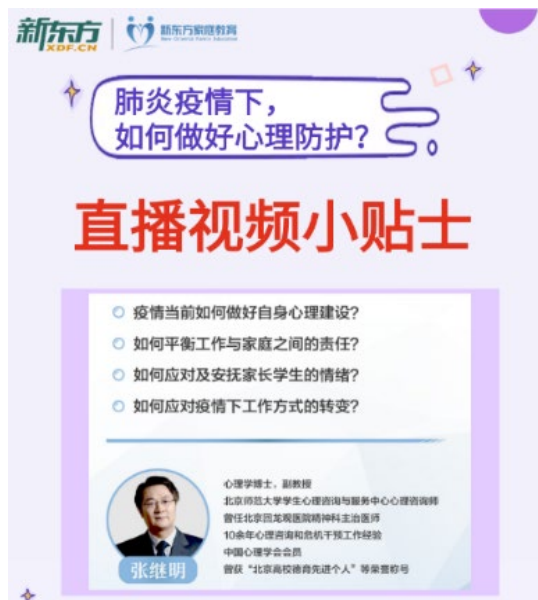 新东方
XDF.CN
新东方家庭教育
肺炎疫情下，
如何做好心理防护？
直播视频小贴士
疫情当前如何做好自身心理建设？
如何平衡工作与家庭之间的责任？
如何应对及安抚家长学生的情绪？
如何应对疫情下工作方式的转变？
心理学博士，副教授
北京师范大学学生心理咨询与服务中心心理咨询师
曾任北京回龙观医院精神科主治医师
10余年心理咨询和危机干预工作经验
中国心理学会会员
曾获“北京高校德育先进个人”等荣誉称号
张继明